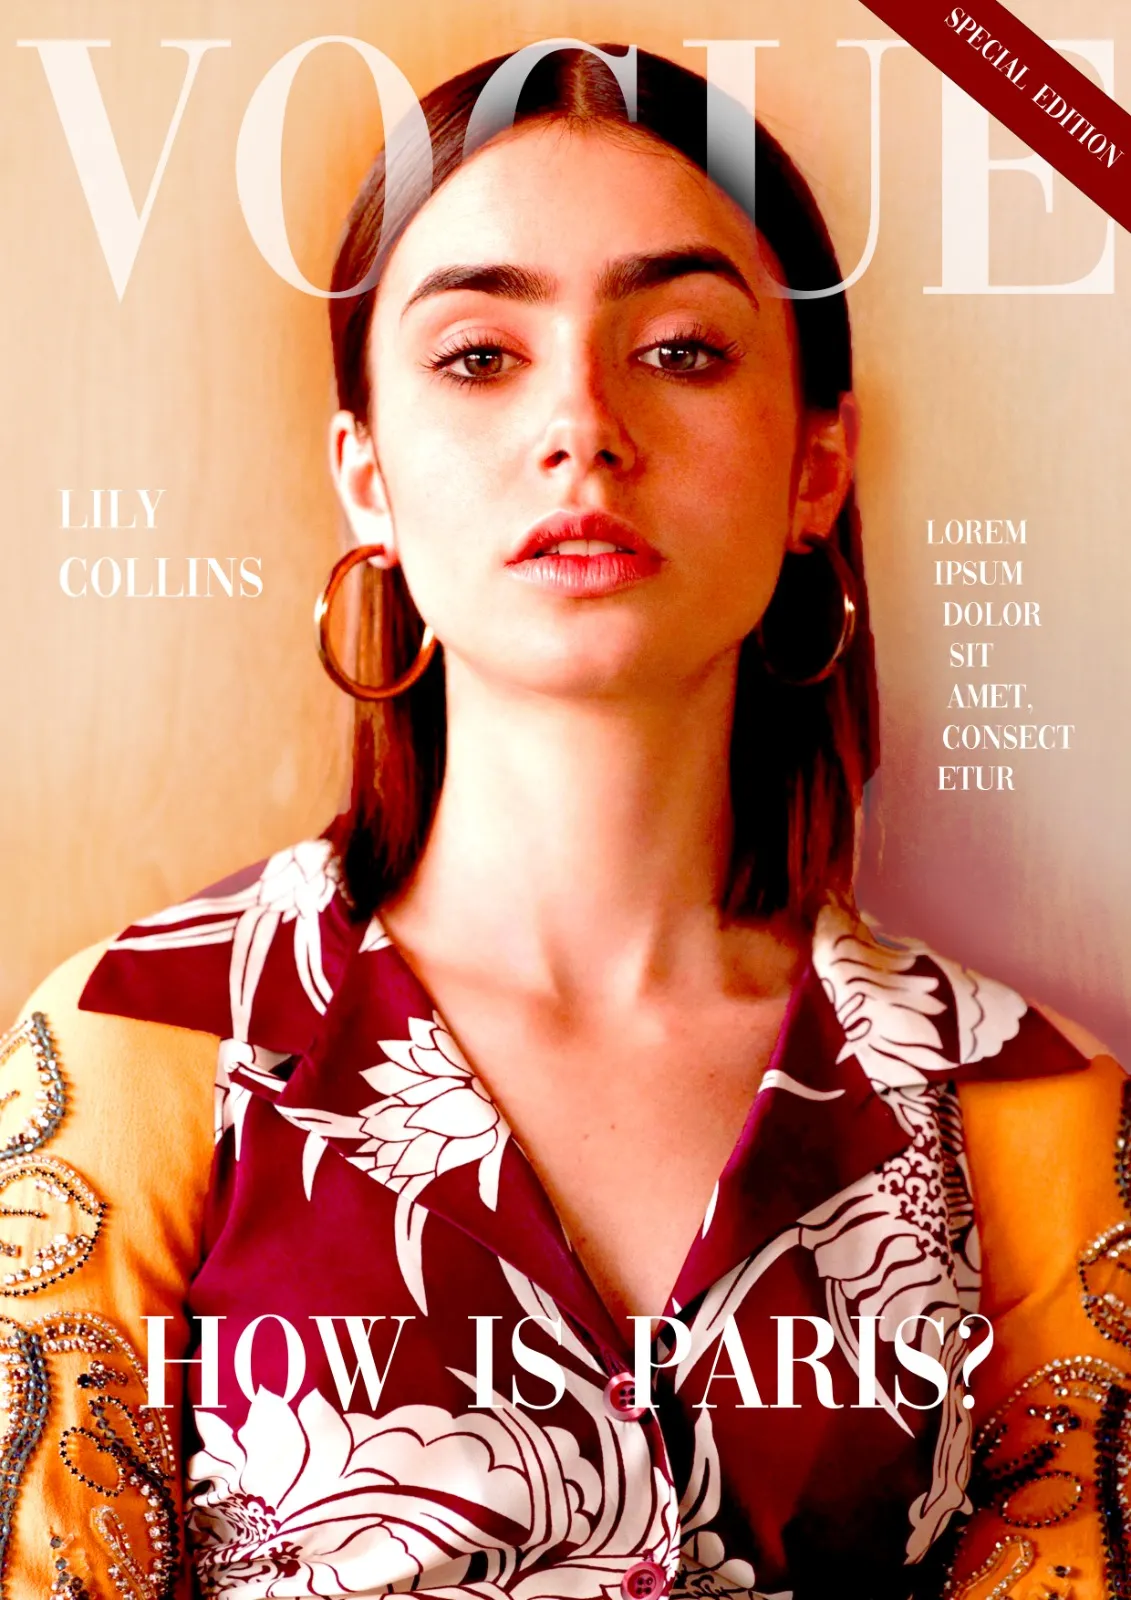 VOGUE
SPECIAL EDITION
LILY
COLLINS
LOREM
IPSUM
DOLOR
SIT
AMET,
CONSECT
ETUR
HOW IS PARIS?